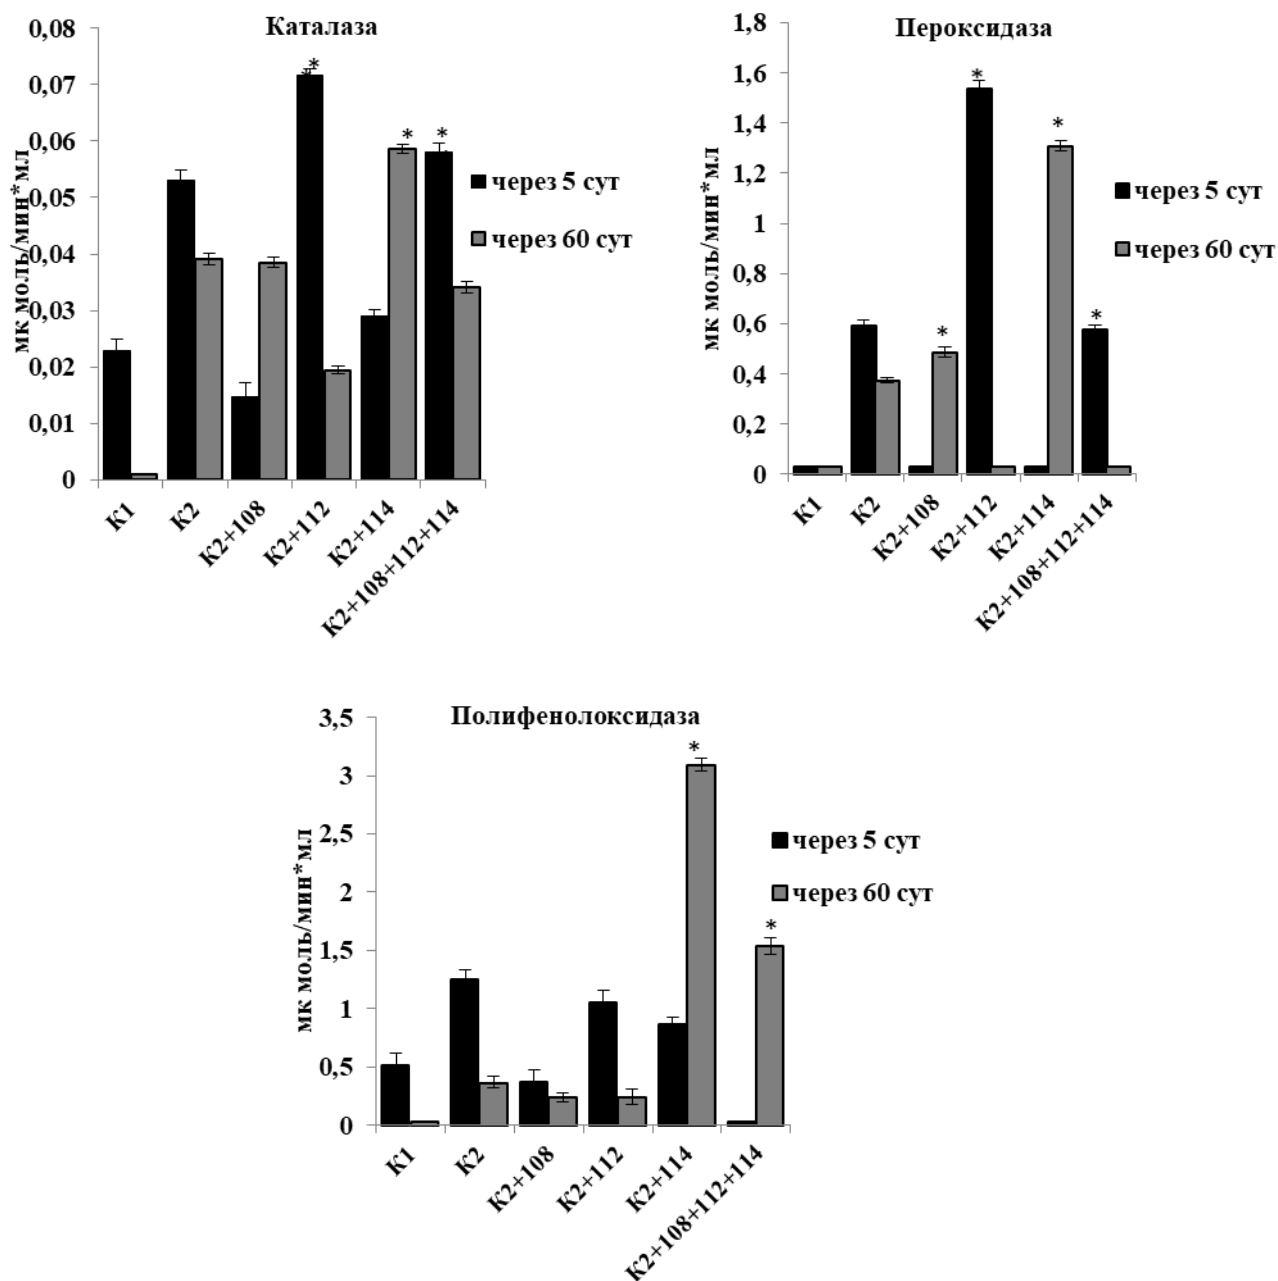 Каталаза
мк моль/мин*мл
0,08
0,07
0,06
0,05
0,04
0,03
0,02
0,01
0
* *
* *
через 5 сут
через 60 сут
К1
К2
К2+108
К2+112
К2+114
К2+108+112+114
Пероксидаза
мк моль/мин*мл
1,8
1,6
1,4
1,2
1
0,8
0,6
0,4
0,2
0
*
*
*
*
через 5 сут
через 60 сут
К1
К2
К2+108
К2+112
К2+114
К2+108+112+114
Полифенолоксидаза
мк моль/мин*мл
3,5
3
2,5
2
1,5
1
0,5
0
*
*
через 5 сут
через 60 сут
К1
К2
К2+108
К2+112
К2+114
К2+108+112+114